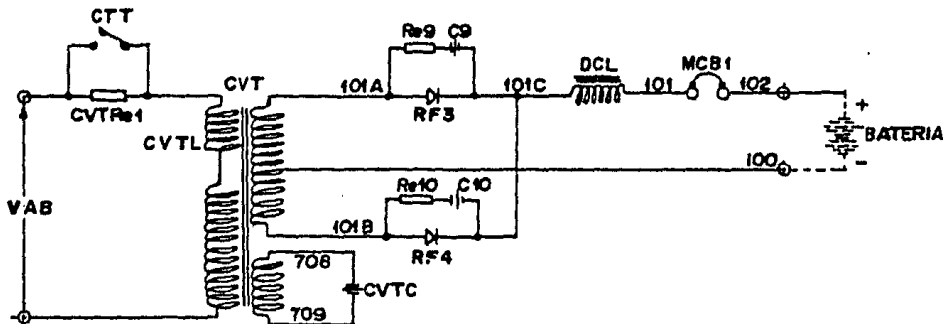 CTT
Re9 C9
DCL
MCB1
CVT
101A
101C
101
102
CVTRe1
RF3
+
CVTL
BATERIA
100
-
Re10 C10
VAB
101B
RF4
708
CVTC
709